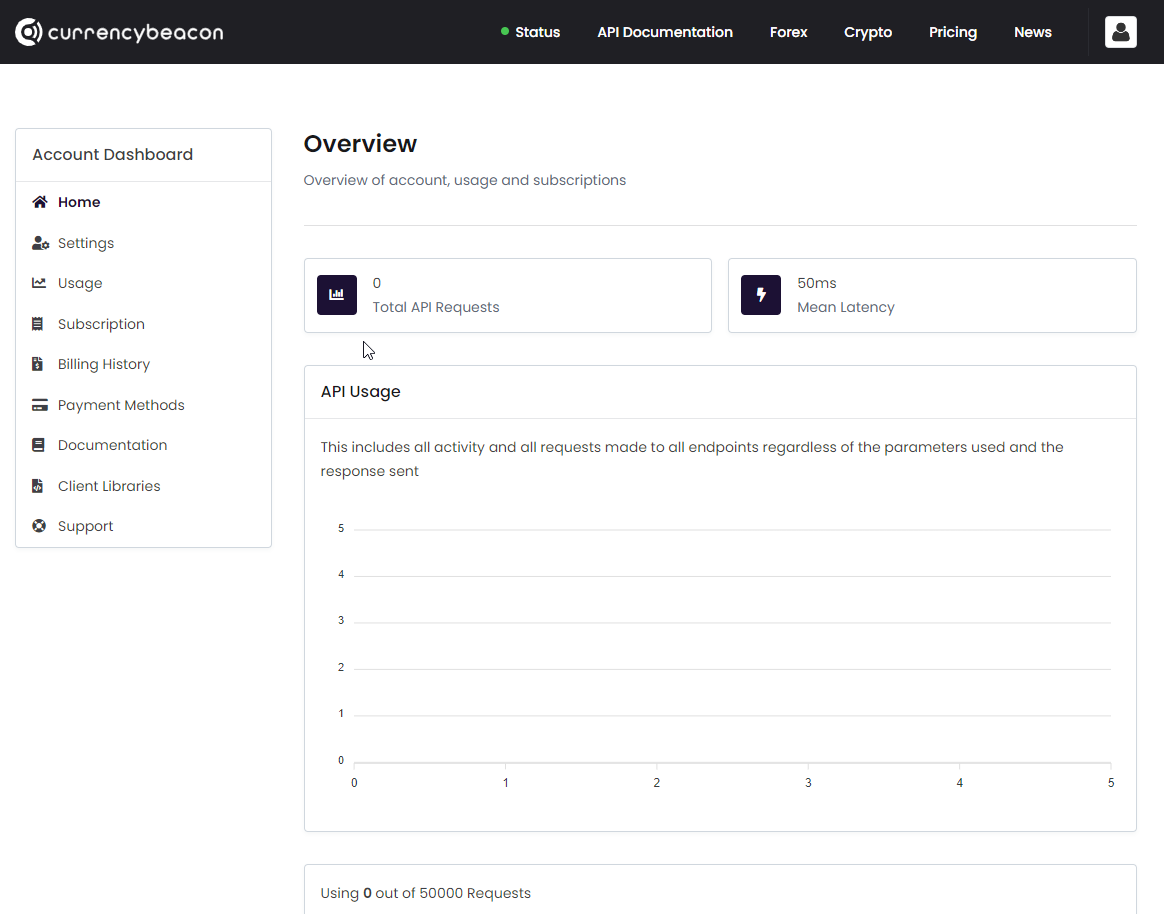 currencybeacon
Status API Documentation Forex Crypto Pricing News
Account Dashboard
Home
Settings
Usage
Subscription
Billing History
Payment Methods
Documentation
Client Libraries
Support
Overview
Overview of account, usage and subscriptions
0
Total API Requests
50ms
Mean Latency
API Usage
This includes all activity and all requests made to all endpoints regardless of the parameters used and the
response sent
5
4
3
2
1
0
0 1 2 3 4 5
Using 0 out of 50000 Requests